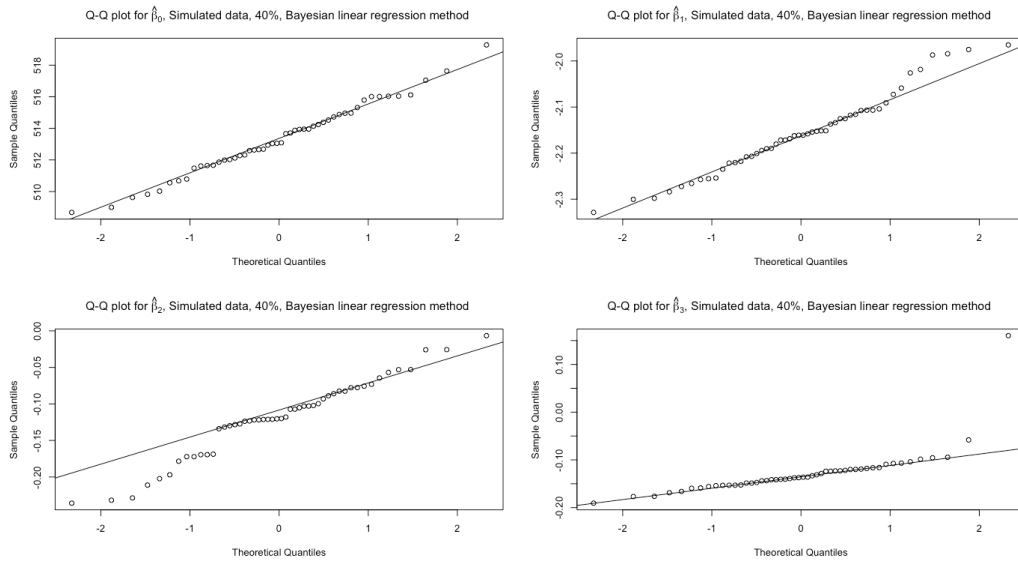 Q-Q plot for β̂₀, Simulated data, 40%, Bayesian linear regression method
Sample Quantiles
510 512 514 516 518
-2 -1 0 1 2
Theoretical Quantiles
Q-Q plot for β̂₁, Simulated data, 40%, Bayesian linear regression method
Sample Quantiles
-2.3 -2.2 -2.1 -2.0
-2 -1 0 1 2
Theoretical Quantiles
Q-Q plot for β̂₂, Simulated data, 40%, Bayesian linear regression method
Sample Quantiles
-0.20 -0.15 -0.10 -0.05 0.00
-2 -1 0 1 2
Theoretical Quantiles
Q-Q plot for β̂₃, Simulated data, 40%, Bayesian linear regression method
Sample Quantiles
-0.20 -0.10 0.00 0.10
-2 -1 0 1 2
Theoretical Quantiles